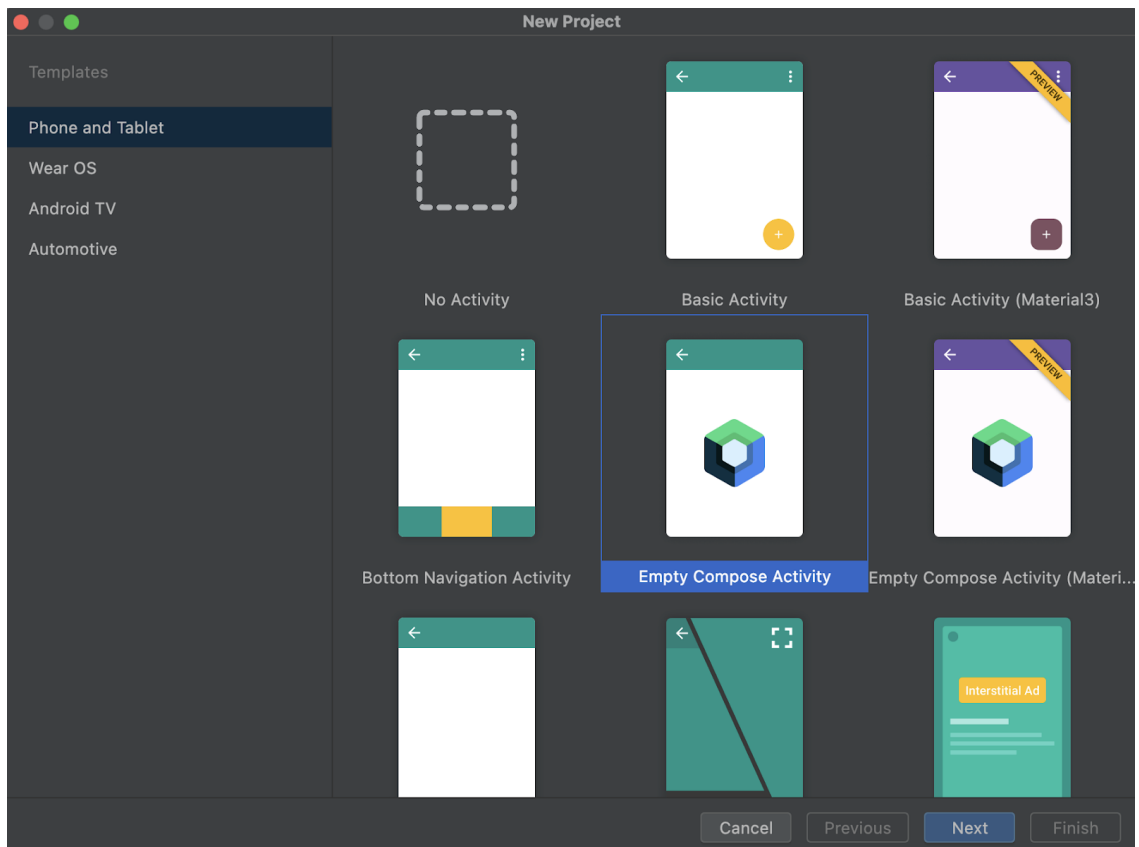 New Project
Templates
Phone and Tablet
Wear OS
Android TV
Automotive
PREVIEW
No Activity
Basic Activity
Basic Activity (Material3)
PREVIEW
Bottom Navigation Activity
Empty Compose Activity
Empty Compose Activity (Materi...
Interstitial Ad
Cancel
Previous
Next
Finish